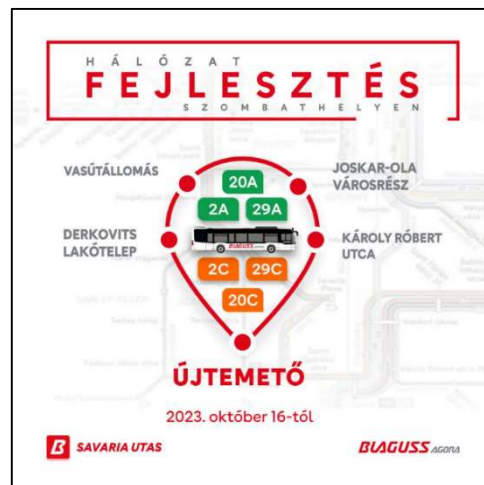 HÁLÓZAT
FEJLESZTÉS
SZOMBATHELYEN
VASÚTÁLLOMÁS
JOSKAR-OLA
VÁROSRÉSZ
20A
2A 29A
DERKOVITS
LAKÓTELEP
KÁROLY RÓBERT
UTCA
BLAGUSS
2C 29C
20C
ÚJTEMETŐ
2023. október 16-tól
B SAVARIA UTAS
BLAGUSS AGORA